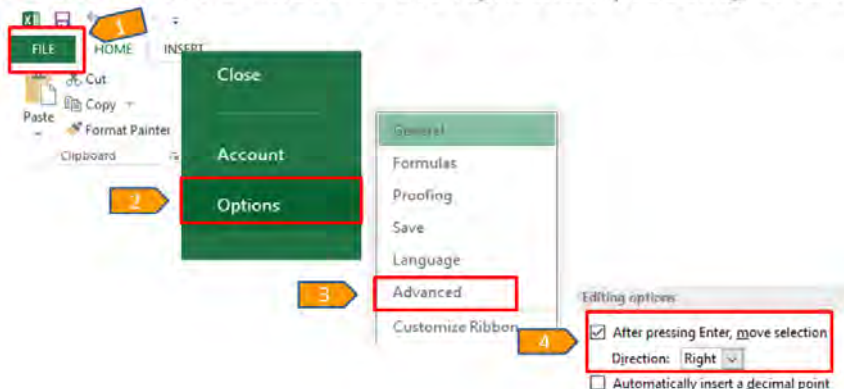 1
FILE
HOME
INSERT
Cut
Copy
Paste
Format Painter
Clipboard
Close
Account
2
Options
General
Formulas
Proofing
Save
Language
3
Advanced
Customize Ribbon
Editing options
4
After pressing Enter, move selection
Direction: Right
Automatically insert a decimal point